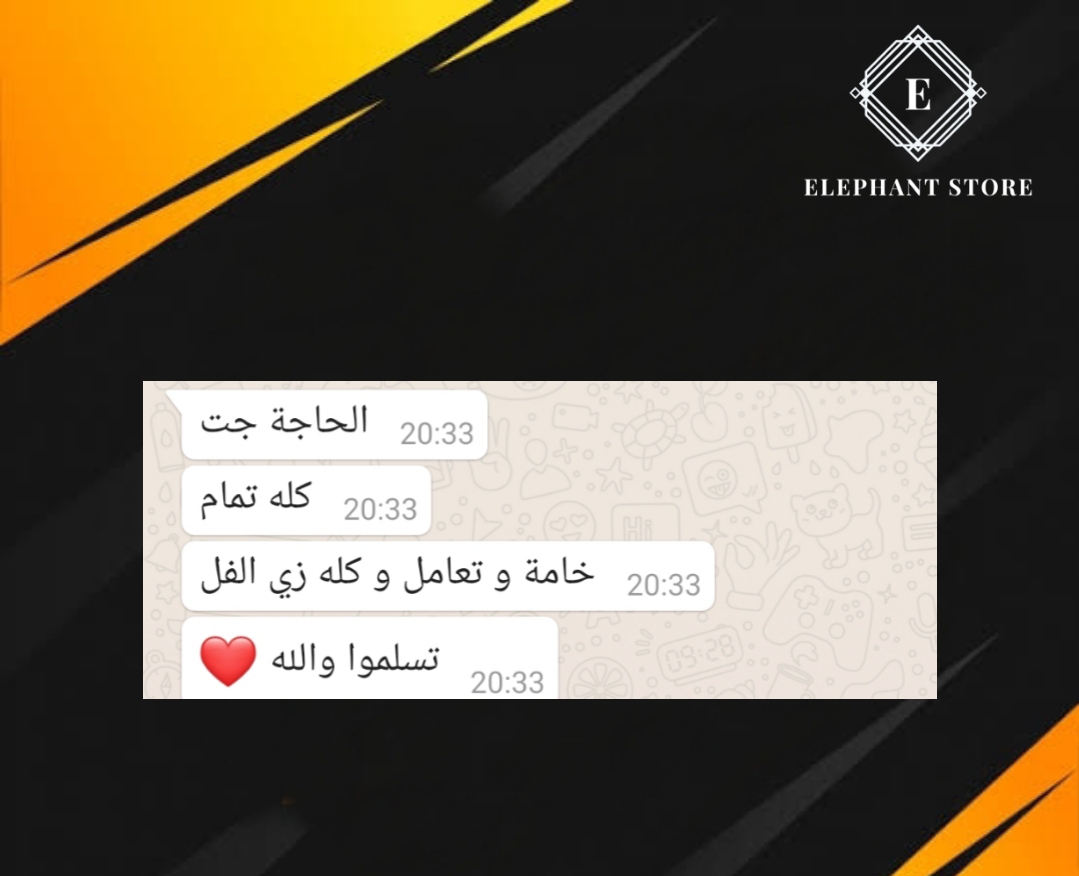 E
ELEPHANT STORE
الحاجة جت 20:33
كله تمام 20:33
خامة و تعامل و كله زي الفل 20:33
تسلموا والله ❤️ 20:33